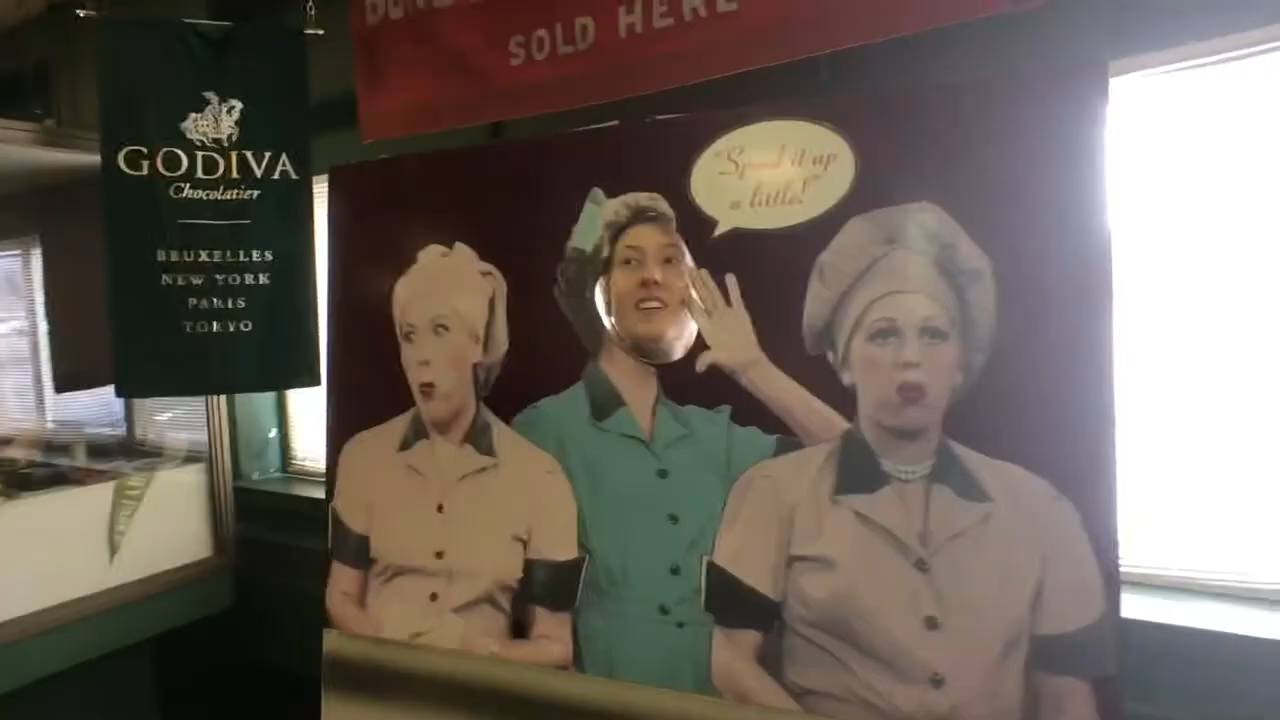 SOLD HERE
GODIVA
Chocolatier
BRUXELLES
NEW YORK
PARIS
TOKYO
"Speed it up
a little!"